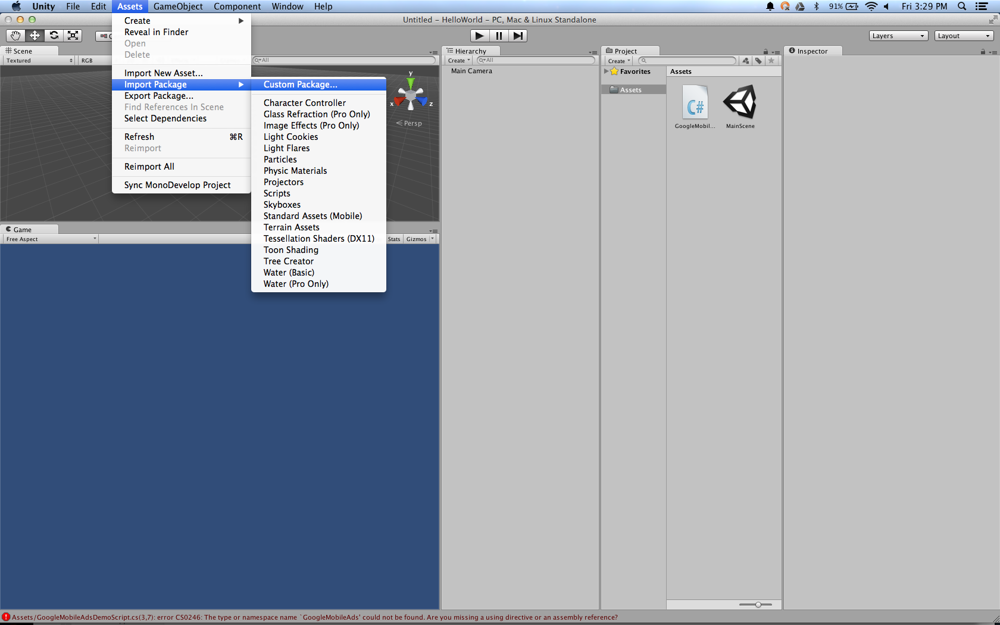 Unity File Edit Assets GameObject Component Window Help 91% Fri 3:29 PM
Untitled - HelloWorld - PC, Mac & Linux Standalone
Layers Layout
Create
Reveal in Finder
Open
Delete
Import New Asset...
Import Package
Export Package...
Find References In Scene
Select Dependencies
Refresh ⌘R
Reimport
Reimport All
Sync MonoDevelop Project
Custom Package...
Character Controller
Glass Refraction (Pro Only)
Image Effects (Pro Only)
Light Cookies
Light Flares
Particles
Physic Materials
Projectors
Scripts
Skyboxes
Standard Assets (Mobile)
Terrain Assets
Tessellation Shaders (DX11)
Toon Shading
Tree Creator
Water (Basic)
Water (Pro Only)
Scene
Textured RGB All
y
x z
Persp
Game
Free Aspect Stats Gizmos
Hierarchy
Create All
Main Camera
Project
Create
Favorites
Assets
Assets
C#
GoogleMobil... MainScene
Inspector
Assets/GoogleMobileAdsDemoScript.cs(3,7): error CS0246: The type or namespace name `GoogleMobileAds' could not be found. Are you missing a using directive or an assembly reference?